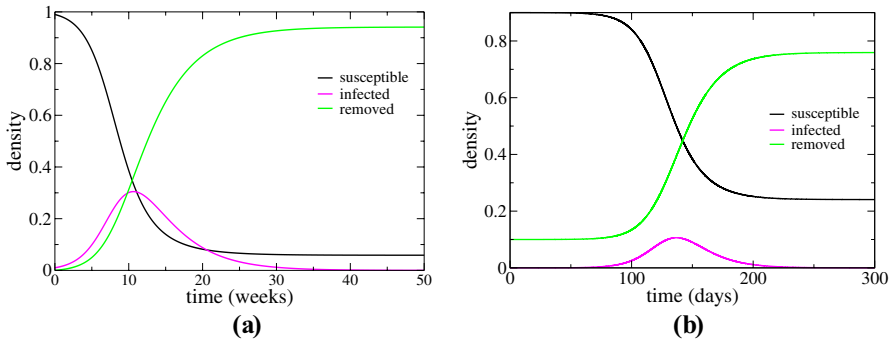 1
0.8
0.6
0.4
0.2
0
density
susceptible
infected
removed
0 10 20 30 40 50
time (weeks)
(a)
0.8
0.6
0.4
0.2
0
density
susceptible
infected
removed
0 100 200 300
time (days)
(b)